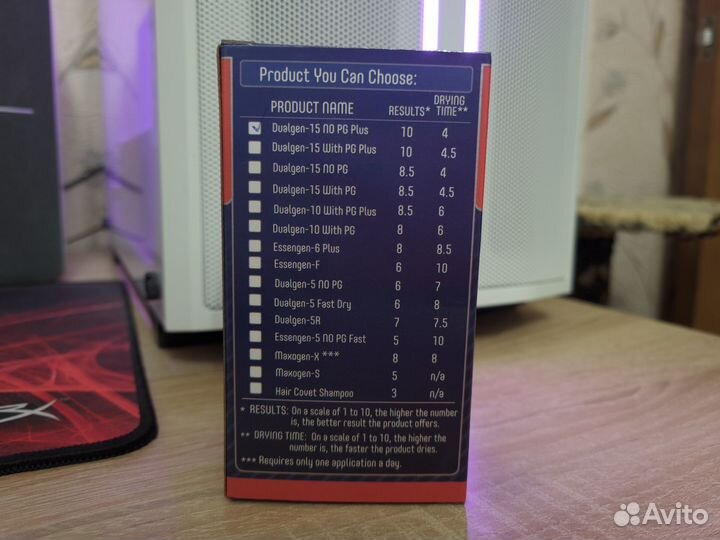 Product You Can Choose:
PRODUCT NAME RESULTS* DRYING TIME**
Dualgen-15 NO PG Plus 10 4
Dualgen-15 With PG Plus 10 4.5
Dualgen-15 NO PG 8.5 4
Dualgen-15 With PG 8.5 4.5
Dualgen-10 With PG Plus 8.5 6
Dualgen-10 With PG 8 6
Essengen-6 Plus 8 8.5
Essengen-F 6 10
Dualgen-5 NO PG 6 7
Dualgen-5 Fast Dry 6 8
Dualgen-5R 7 7.5
Essengen-5 NO PG Fast 5 10
Maxogen-X *** 8 8
Maxogen-S 5 n/a
Hair Covet Shampoo 3 n/a
* RESULTS: On a scale of 1 to 10, the higher the number
is, the better result the product offers.
** DRYING TIME: On a scale of 1 to 10, the higher the
number is, the faster the product dries.
*** Requires only one application a day.
Avito